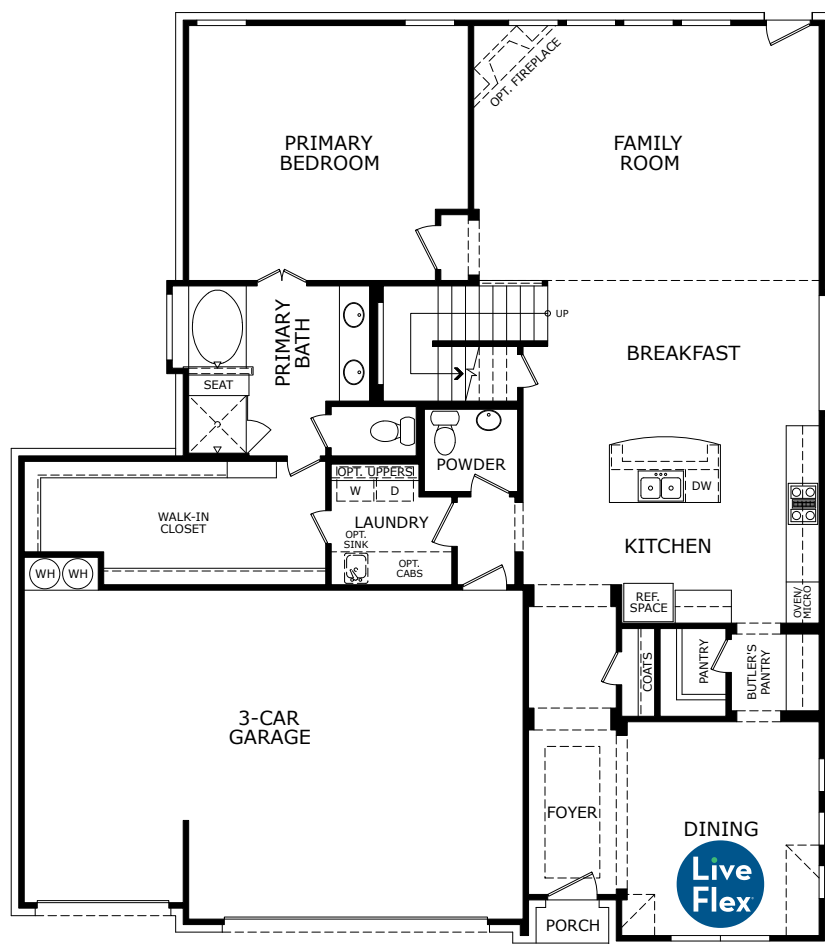 OPT. FIREPLACE
PRIMARY
BEDROOM
FAMILY
ROOM
UP
PRIMARY
BATH
BREAKFAST
SEAT
POWDER
OPT. UPPERS
W
D
DW
WALK-IN
CLOSET
LAUNDRY
OPT.
SINK
OPT.
CABS
KITCHEN
WH
WH
REF.
SPACE
OVEN/
MICRO
COATS
PANTRY
BUTLER'S
PANTRY
3-CAR
GARAGE
FOYER
DINING
Live
Flex
PORCH